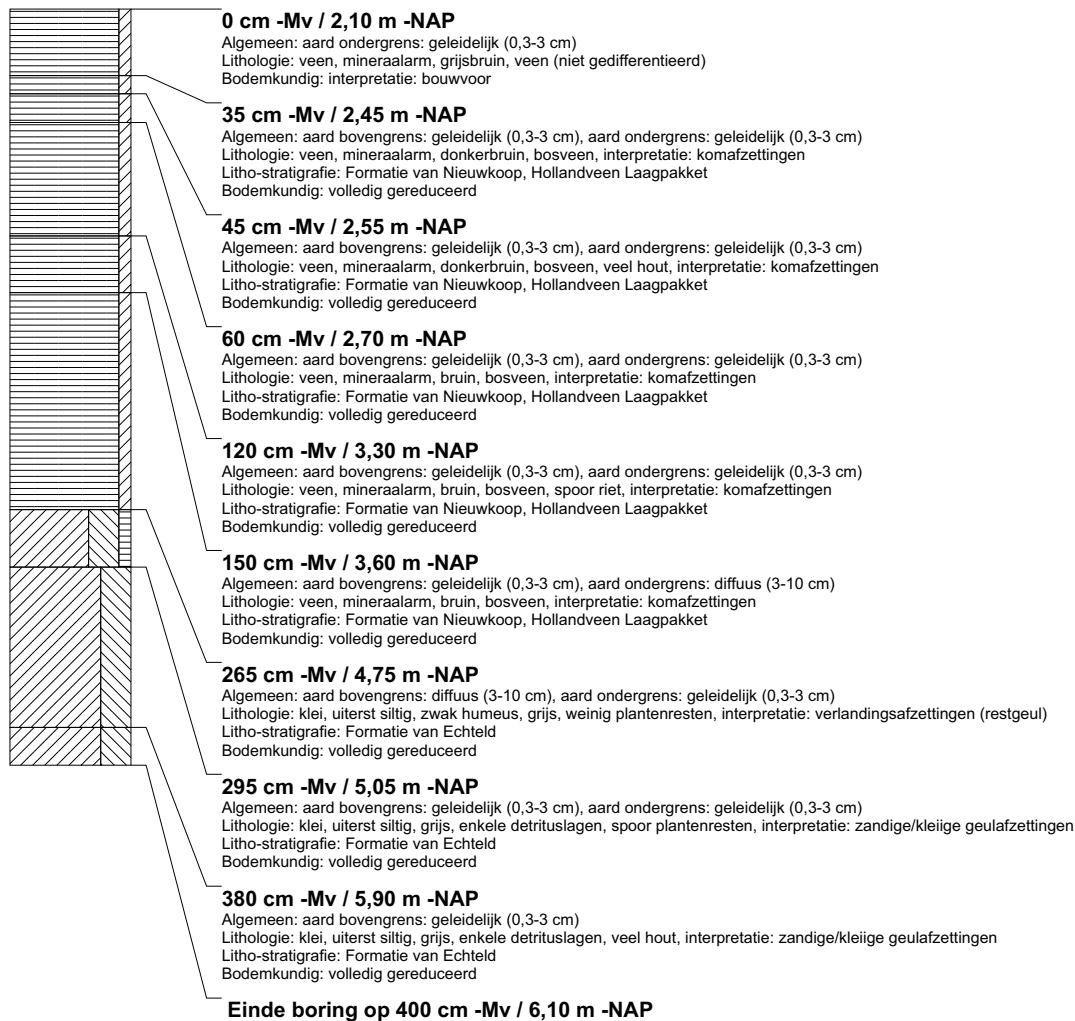 0 cm -Mv / 2,10 m -NAP
Algemeen: aard ondergrens: geleidelijk (0,3-3 cm)
Lithologie: veen, mineraalarm, grijsbruin, veen (niet gedifferentieerd)
Bodemkundig: interpretatie: bouwvoor
35 cm -Mv / 2,45 m -NAP
Algemeen: aard bovengrens: geleidelijk (0,3-3 cm), aard ondergrens: geleidelijk (0,3-3 cm)
Lithologie: veen, mineraalarm, donkerbruin, bosveen, interpretatie: komafzettingen
Litho-stratigrafie: Formatie van Nieuwkoop, Hollandveen Laagpakket
Bodemkundig: volledig gereduceerd
45 cm -Mv / 2,55 m -NAP
Algemeen: aard bovengrens: geleidelijk (0,3-3 cm), aard ondergrens: geleidelijk (0,3-3 cm)
Lithologie: veen, mineraalarm, donkerbruin, bosveen, veel hout, interpretatie: komafzettingen
Litho-stratigrafie: Formatie van Nieuwkoop, Hollandveen Laagpakket
Bodemkundig: volledig gereduceerd
60 cm -Mv / 2,70 m -NAP
Algemeen: aard bovengrens: geleidelijk (0,3-3 cm), aard ondergrens: geleidelijk (0,3-3 cm)
Lithologie: veen, mineraalarm, bruin, bosveen, interpretatie: komafzettingen
Litho-stratigrafie: Formatie van Nieuwkoop, Hollandveen Laagpakket
Bodemkundig: volledig gereduceerd
120 cm -Mv / 3,30 m -NAP
Algemeen: aard bovengrens: geleidelijk (0,3-3 cm), aard ondergrens: geleidelijk (0,3-3 cm)
Lithologie: veen, mineraalarm, bruin, bosveen, spoor riet, interpretatie: komafzettingen
Litho-stratigrafie: Formatie van Nieuwkoop, Hollandveen Laagpakket
Bodemkundig: volledig gereduceerd
150 cm -Mv / 3,60 m -NAP
Algemeen: aard bovengrens: geleidelijk (0,3-3 cm), aard ondergrens: diffuus (3-10 cm)
Lithologie: veen, mineraalarm, bruin, bosveen, interpretatie: komafzettingen
Litho-stratigrafie: Formatie van Nieuwkoop, Hollandveen Laagpakket
Bodemkundig: volledig gereduceerd
265 cm -Mv / 4,75 m -NAP
Algemeen: aard bovengrens: diffuus (3-10 cm), aard ondergrens: geleidelijk (0,3-3 cm)
Lithologie: klei, uiterst siltig, zwak humeus, grijs, weinig plantenresten, interpretatie: verlandingsafzettingen (restgeul)
Litho-stratigrafie: Formatie van Echteld
Bodemkundig: volledig gereduceerd
295 cm -Mv / 5,05 m -NAP
Algemeen: aard bovengrens: geleidelijk (0,3-3 cm), aard ondergrens: geleidelijk (0,3-3 cm)
Lithologie: klei, uiterst siltig, grijs, enkele detrituslagen, spoor plantenresten, interpretatie: zandige/kleiige geulafzettingen
Litho-stratigrafie: Formatie van Echteld
Bodemkundig: volledig gereduceerd
380 cm -Mv / 5,90 m -NAP
Algemeen: aard bovengrens: geleidelijk (0,3-3 cm)
Lithologie: klei, uiterst siltig, grijs, enkele detrituslagen, veel hout, interpretatie: zandige/kleiige geulafzettingen
Litho-stratigrafie: Formatie van Echteld
Bodemkundig: volledig gereduceerd
Einde boring op 400 cm -Mv / 6,10 m -NAP